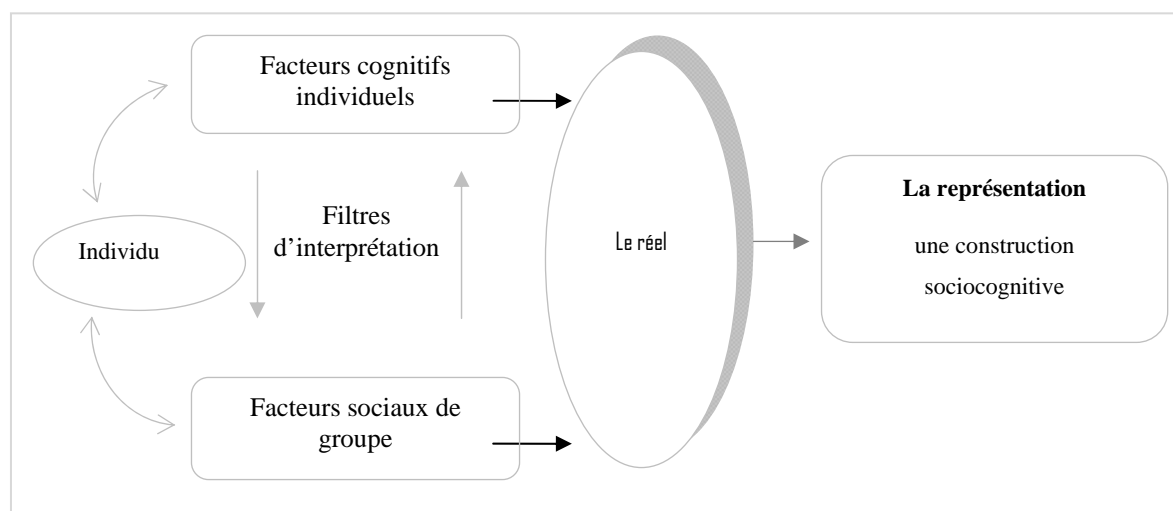 Facteurs cognitifs
individuels
Filtres
d’interprétation
Individu
Le réel
La représentation
une construction
sociocognitive
Facteurs sociaux de
groupe